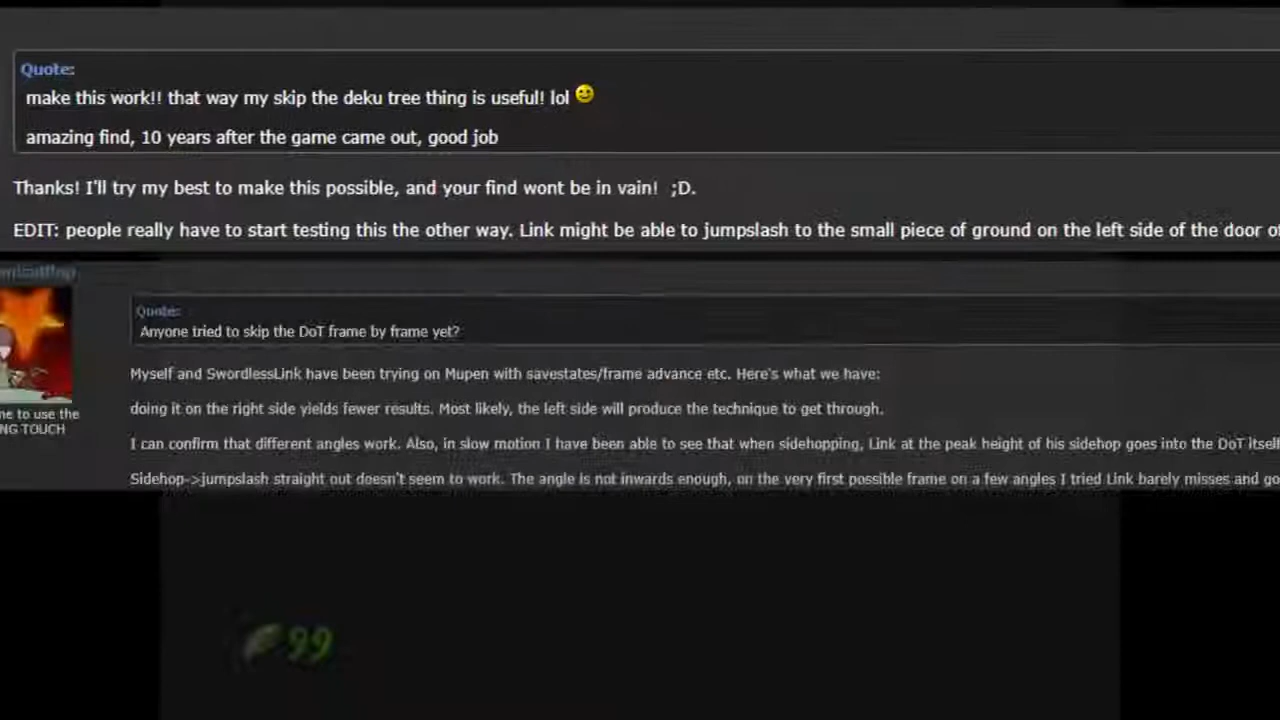 Quote:
make this work!! that way my skip the deku tree thing is useful! lol
amazing find, 10 years after the game came out, good job
Thanks! I'll try my best to make this possible, and your find wont be in vain!  ;D.
EDIT: people really have to start testing this the other way. Link might be able to jumpslash to the small piece of ground on the left side of the door of
Quote:
Anyone tried to skip the DoT frame by frame yet?
Myself and SwordlessLink have been trying on Mupen with savestates/frame advance etc. Here's what we have:
ne to use the
NG TOUCH
doing it on the right side yields fewer results. Most likely, the left side will produce the technique to get through.
I can confirm that different angles work. Also, in slow motion I have been able to see that when sidehopping, Link at the peak height of his sidehop goes into the DoT itself
Sidehop->jumpslash straight out doesn't seem to work. The angle is not inwards enough, on the very first possible frame on a few angles I tried Link barely misses and go
99